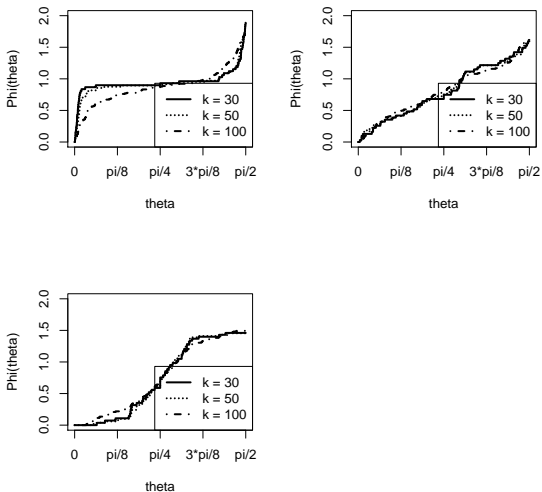 Phi(theta)
2.0
1.5
1.0
0.5
0.0
k = 30
k = 50
k = 100
0 pi/8 pi/4 3*pi/8 pi/2
theta
Phi(theta)
2.0
1.5
1.0
0.5
0.0
k = 30
k = 50
k = 100
0 pi/8 pi/4 3*pi/8 pi/2
theta
Phi(theta)
2.0
1.5
1.0
0.5
0.0
k = 30
k = 50
k = 100
0 pi/8 pi/4 3*pi/8 pi/2
theta